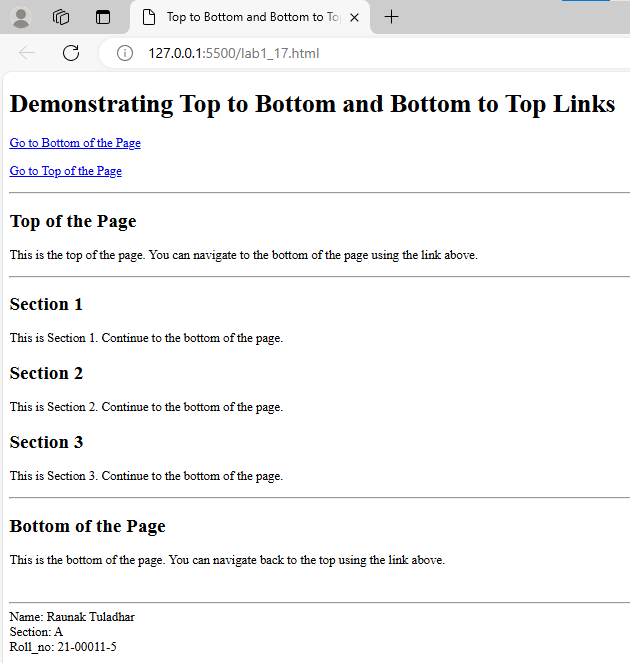 Top to Bottom and Bottom to To
127.0.0.1:5500/lab1_17.html
Demonstrating Top to Bottom and Bottom to Top Links
Go to Bottom of the Page
Go to Top of the Page
Top of the Page
This is the top of the page. You can navigate to the bottom of the page using the link above.
Section 1
This is Section 1. Continue to the bottom of the page.
Section 2
This is Section 2. Continue to the bottom of the page.
Section 3
This is Section 3. Continue to the bottom of the page.
Bottom of the Page
This is the bottom of the page. You can navigate back to the top using the link above.
Name: Raunak Tuladhar
Section: A
Roll_no: 21-00011-5